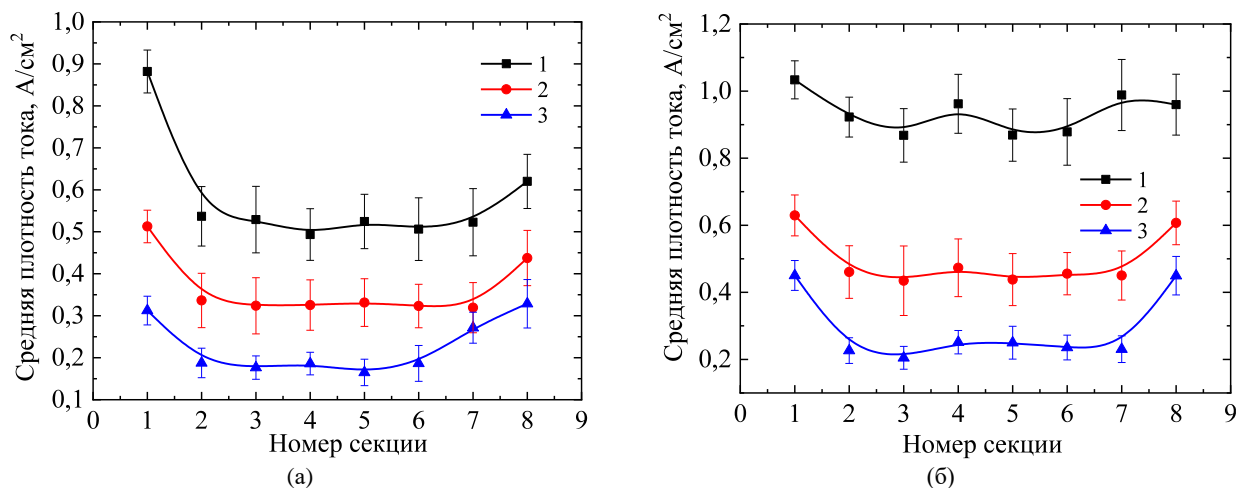 Средняя плотность тока, А/см²
1,0
0,9
0,8
0,7
0,6
0,5
0,4
0,3
0,2
0,1
0 1 2 3 4 5 6 7 8 9
1
2
3
Номер секции
(а)
Средняя плотность тока, А/см²
1,2
1,0
0,8
0,6
0,4
0,2
0 1 2 3 4 5 6 7 8 9
1
2
3
Номер секции
(б)